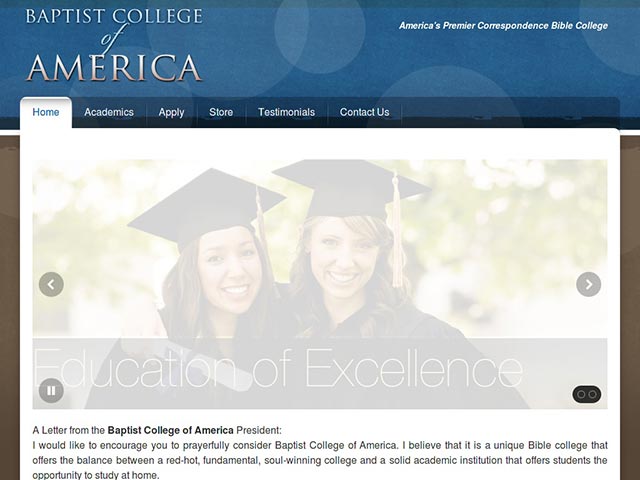 BAPTIST COLLEGE
of
AMERICA
America's Premier Correspondence Bible College
Home Academics Apply Store Testimonials Contact Us
Education of Excellence
A Letter from the Baptist College of America President:
I would like to encourage you to prayerfully consider Baptist College of America. I believe that it is a unique Bible college that
offers the balance between a red-hot, fundamental, soul-winning college and a solid academic institution that offers students the
opportunity to study at home.